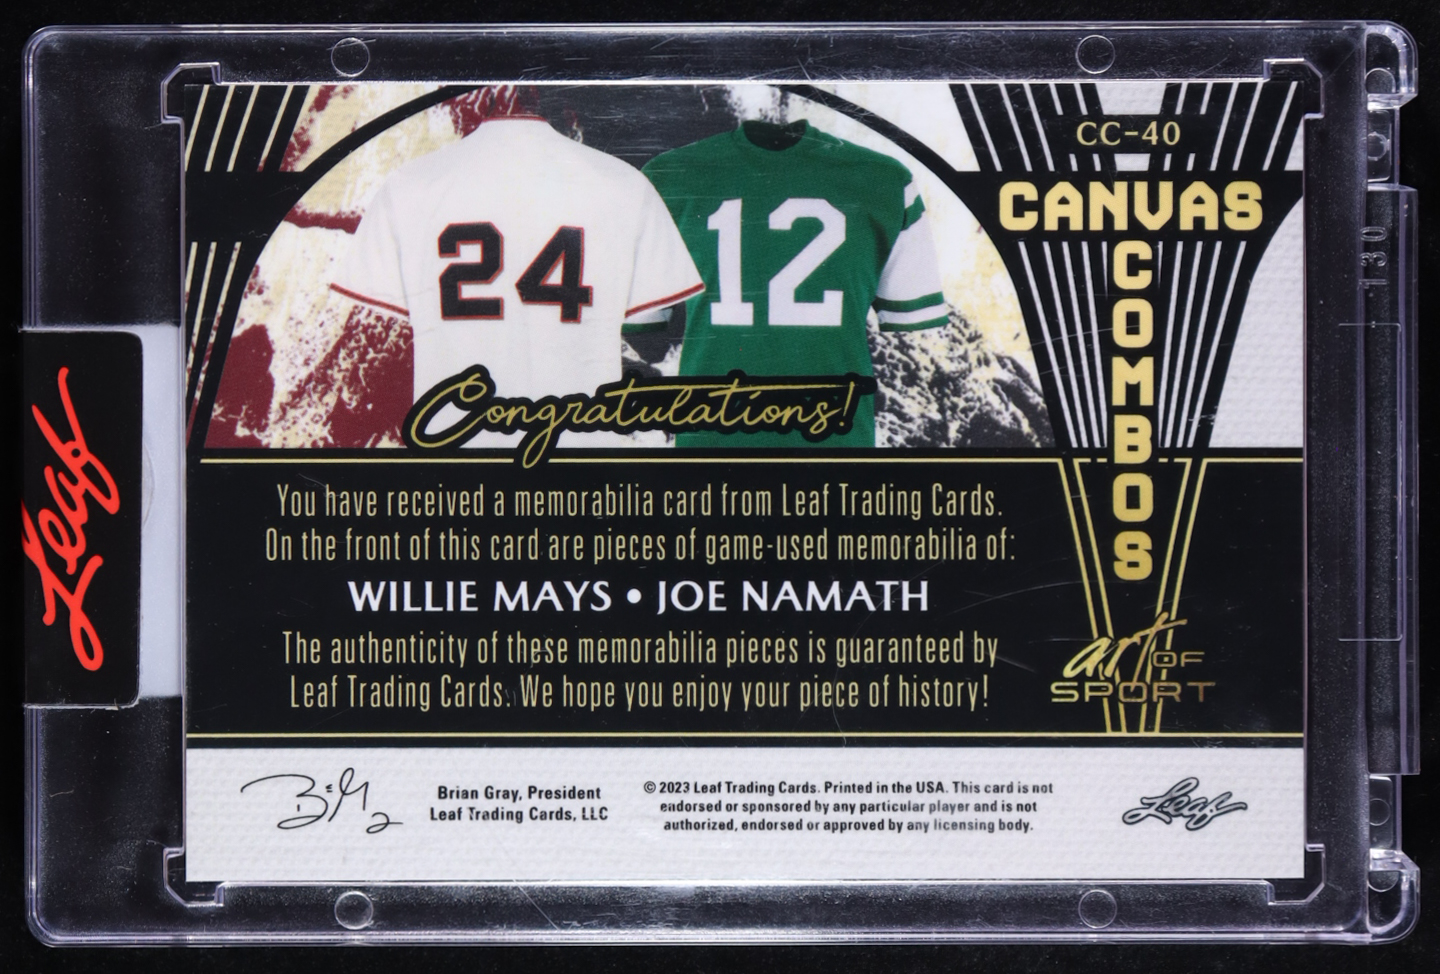 CC-40
CANVAS
COMBOS
24
12
Congratulations!
You have received a memorabilia card from Leaf Trading Cards.
On the front of this card are pieces of game-used memorabilia of:
WILLIE MAYS • JOE NAMATH
The authenticity of these memorabilia pieces is guaranteed by
Leaf Trading Cards. We hope you enjoy your piece of history!
art OF
SPORT
Brian Gray, President
Leaf Trading Cards, LLC
© 2023 Leaf Trading Cards. Printed in the USA. This card is not
endorsed or sponsored by any particular player and is not
authorized, endorsed or approved by any licensing body.
Leaf
Leaf
130